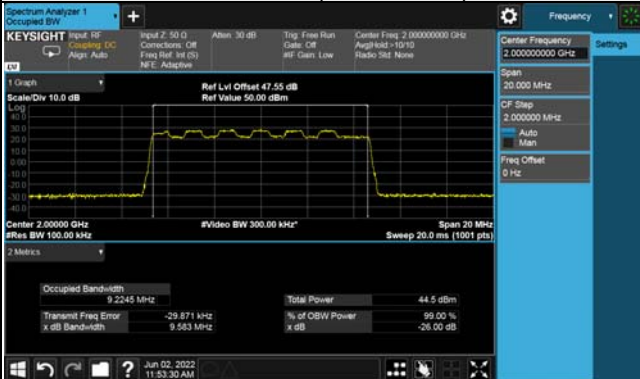 Spectrum Analyzer 1
Occupied BW
+
Frequency
KEYSIGHT Input: RF
Coupling: DC
Align: Auto
Input Z: 50 Ω
Corrections: Off
Freq Ref: Int (S)
NFE: Adaptive
Atten: 30 dB
Trig: Free Run
Gate: Off
#IF Gain: Low
Center Freq: 2.000000000 GHz
Avg|Hold:>10/10
Radio Std: None
LXI
Center Frequency
2.000000000 GHz
Settings
Span
20.000 MHz
CF Step
2.000000 MHz
Auto
Man
Freq Offset
0 Hz
1 Graph
Scale/Div 10.0 dB
Ref Lvl Offset 47.55 dB
Ref Value 50.00 dBm
Log
40.0
30.0
20.0
10.0
0.00
-10.0
-20.0
-30.0
-40.0
Center 2.00000 GHz
#Res BW 100.00 kHz
#Video BW 300.00 kHz*
Span 20 MHz
Sweep 20.0 ms (1001 pts)
2 Metrics
Occupied Bandwidth
9.2245 MHz
Total Power 44.5 dBm
Transmit Freq Error -29.871 kHz
% of OBW Power 99.00 %
x dB Bandwidth 9.583 MHz
x dB -26.00 dB
?
Jun 02, 2022
11:53:30 AM